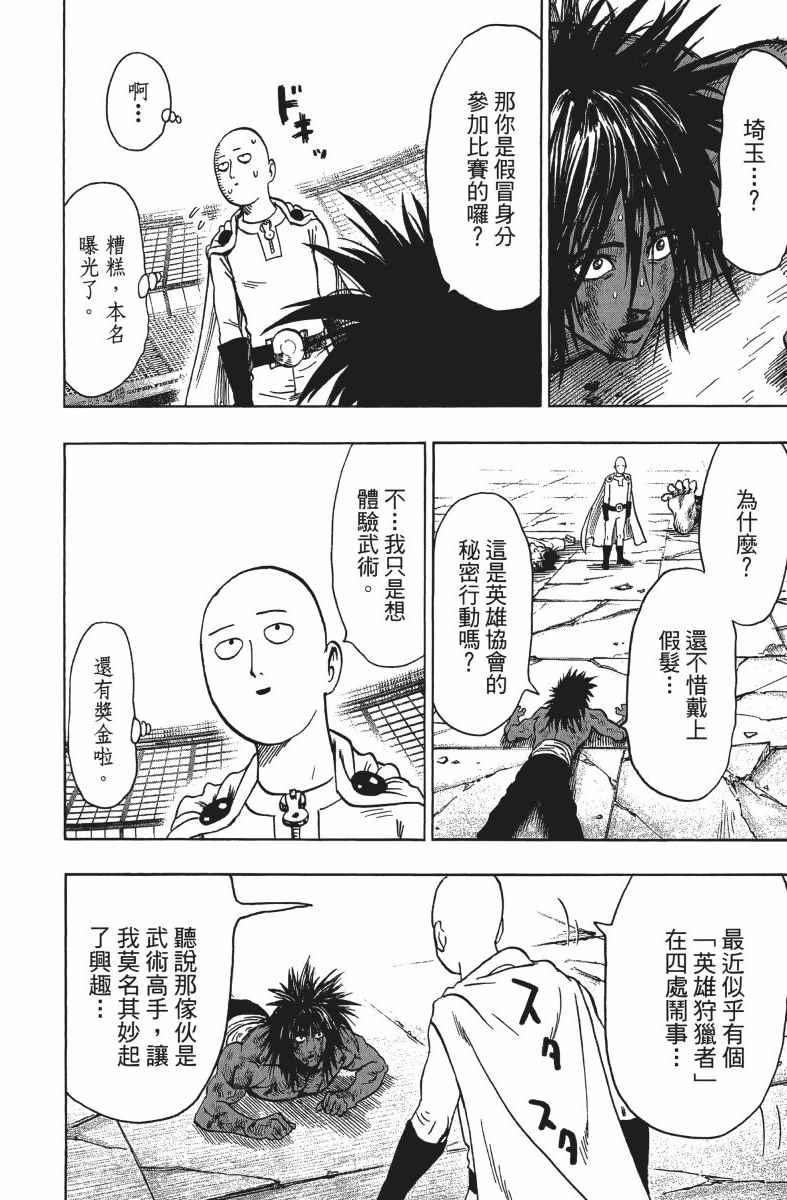 埼玉…?
那你是假冒身分
參加比賽的囉?
ドキッ
啊…
糟糕,本名
曝光了。
為什麼?
還不惜戴上
假髮…
這是英雄協會的
秘密行動嗎?
不…我只是想
體驗武術。
還有獎金啦。
最近似乎有個
「英雄狩獵者」
在四處鬧事…
スタ
スタ
聽說那傢伙是
武術高手,讓
我莫名其妙起
了興趣…
SUPER FIGHT